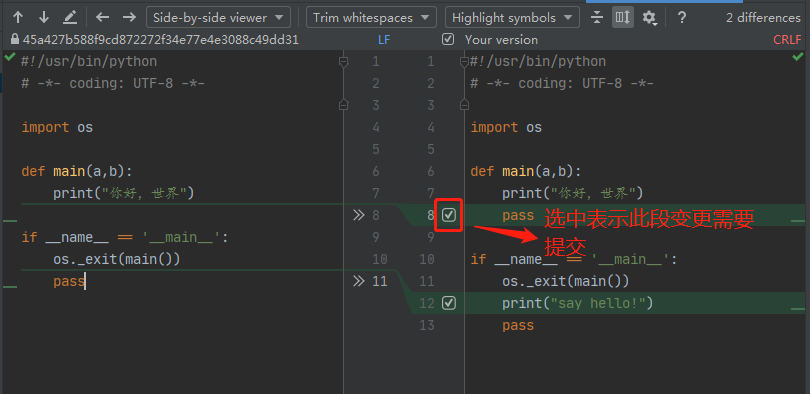 Side-by-side viewer Trim whitespaces Highlight symbols ? 2 differences
45a427b588f9cd872272f34e77e4e3088c49dd31 LF Your version CRLF
#!/usr/bin/python 1 1 #!/usr/bin/python
# -*- coding: UTF-8 -*- 2 2 # -*- coding: UTF-8 -*-
3 3
import os 4 4 import os
5 5
def main(a,b): 6 6 def main(a,b):
print("你好，世界") 7 7 print("你好，世界")
8 8 pass 选中表示此段变更需要
提交
if __name__ == '__main__': 9 9
os._exit(main()) 10 10 if __name__ == '__main__':
pass 11 11 os._exit(main())
12 print("say hello!")
13 pass